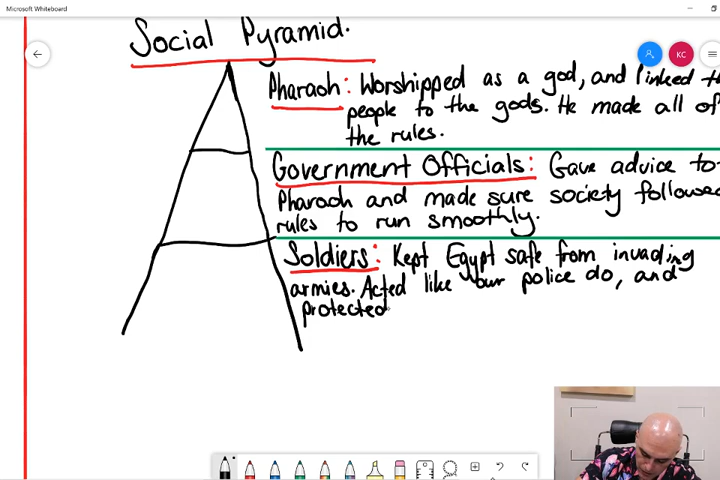 Microsoft Whiteboard
Social Pyramid.
KC
Pharaoh: Worshipped as a god, and linked th
people to the gods. He made all of
the rules.
Government Officials: Gave advice to
Pharaoh and made sure society followed
rules to run smoothly.
Soldiers: Kept Egypt safe from invading
armies. Acted like our police do, and
protected